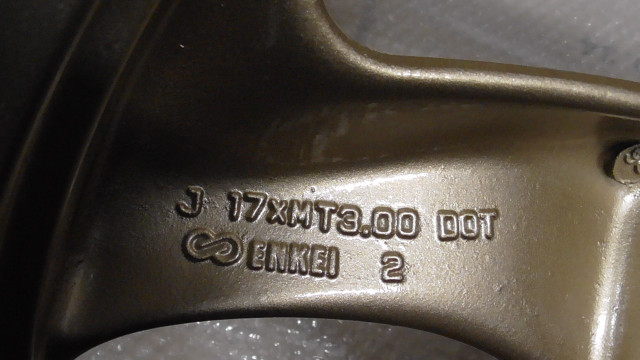 J 17xMT3.00 DOT
ENKEI 2